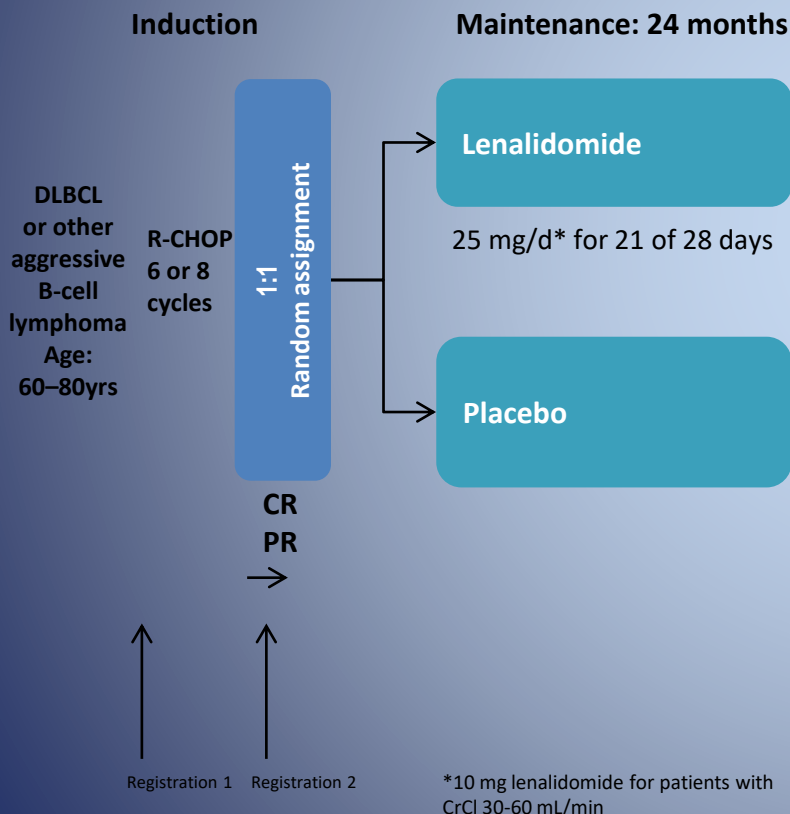 Induction
Maintenance: 24 months
DLBCL
or other
aggressive
B-cell
lymphoma
Age:
60–80yrs
R-CHOP
6 or 8
cycles
1:1
Random assignment
Lenalidomide
25 mg/d* for 21 of 28 days
Placebo
CR
PR
Registration 1
Registration 2
*10 mg lenalidomide for patients with
CrCl 30-60 mL/min